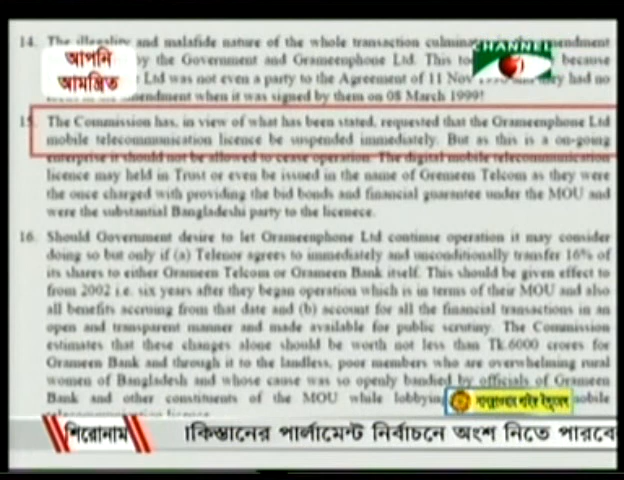 14. The illegality and malafide nature of the whole transaction culmin amendment
by the Government and Grameenphone Ltd. This because
Ltd was not even a party to the Agreement of 11 Nov they had no
amendment when it was signed by them on 08 March 1999!
15. The Commission has, in view of what has been stated, requested that the Grameenphone Ltd
mobile telecommunication licence be suspended immediately. But as this is a on-going
enterprise it should not be allowed to cease operation. The digital mobile telecommunication
licence may held in Trust or even be issued in the name of Gremeen Telcom as they were
the once charged with providing the bid bonds and financial guarantee under the MOU and
were the substantial Bangladeshi party to the licenece.
16. Should Government desire to let Grameenphone Ltd continue operation it may consider
doing so but only if (a) Telenor agrees to immediately and unconditionally transfer 16% of
its shares to either Grameen Telcom or Grameen Bank itself. This should be given effect to
from 2002 i.e. six years after they began operation which is in terms of their MOU and also
all benefits accruing from that date and (b) account for all the financial transactions in an
open and transparent manner and made available for public scrutiny. The Commission
estimates that these changes alone should be worth not less than Tk.6000 crores for
Grameen Bank and through it to the landless, poor members who are overwhelming rural
women of Bangladesh and whose cause was so openly bandied by officials of Grameen
Bank and other constituents of the MOU while lobbying mobile
telecommunication licence
আপনি
আমন্ত্রিত
CHANNEL
শিরোনাম
কিস্তানের পার্লামেন্ট নির্বাচনে অংশ নিতে পারবে